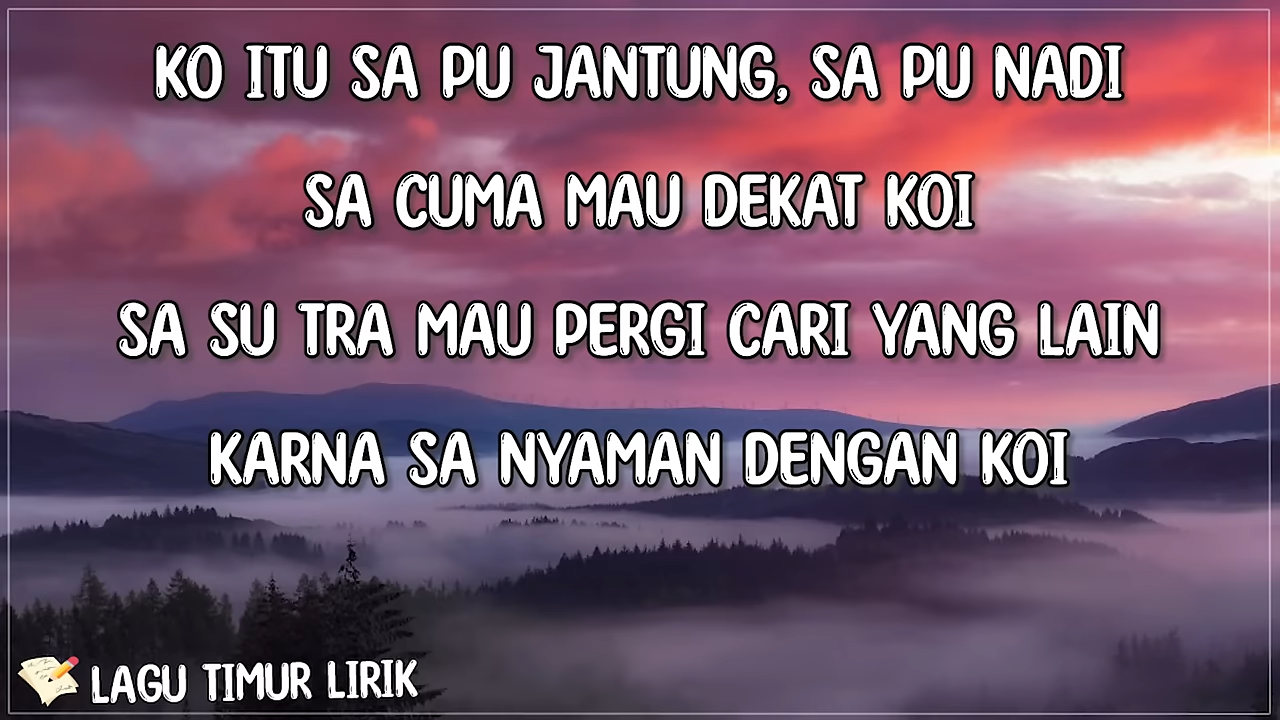 KO ITU SA PU JANTUNG, SA PU NADI
SA CUMA MAU DEKAT KOI
SA SU TRA MAU PERGI CARI YANG LAIN
KARNA SA NYAMAN DENGAN KOI
LAGU TIMUR LIRIK